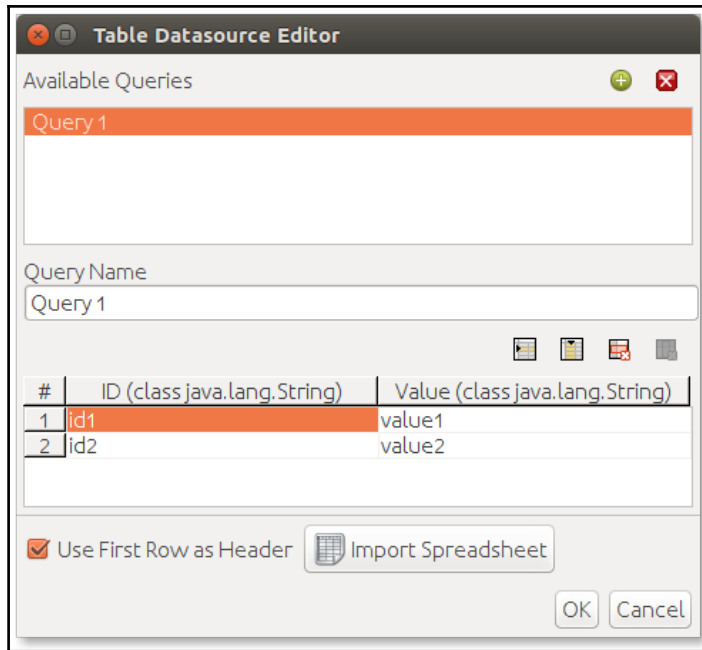 Table Datasource Editor
Available Queries
Query 1
Query Name
Query 1
# ID (class java.lang.String) Value (class java.lang.String)
1 id1 value1
2 id2 value2
Use First Row as Header Import Spreadsheet
OK Cancel